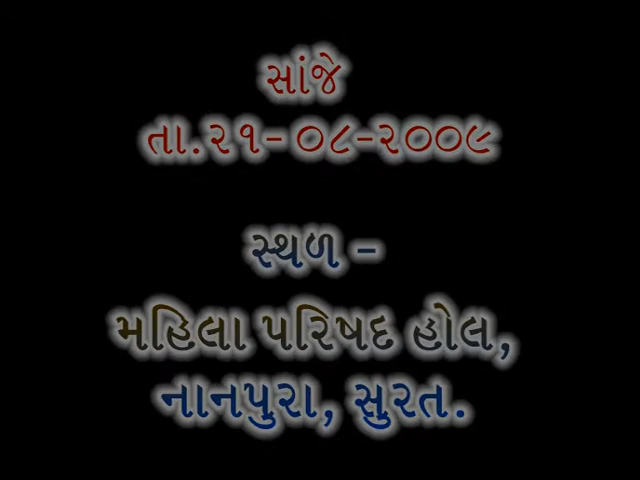 સાંજે
તા.૨૧-૦૮-૨૦૦૯
સ્થળ -
મહિલા પરિષદ હોલ,
નાનપુરા, સુરત.